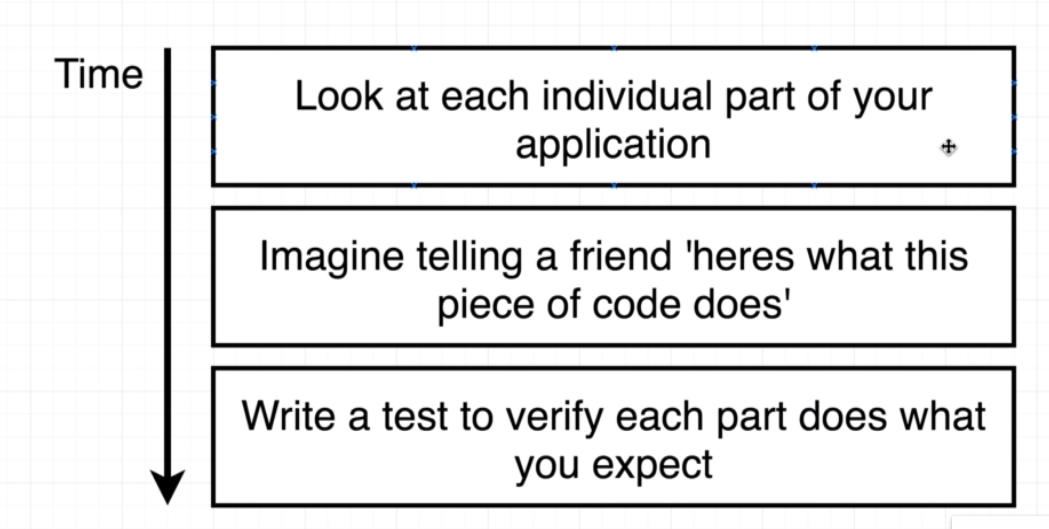 Time
Look at each individual part of your
application
Imagine telling a friend 'heres what this
piece of code does'
Write a test to verify each part does what
you expect